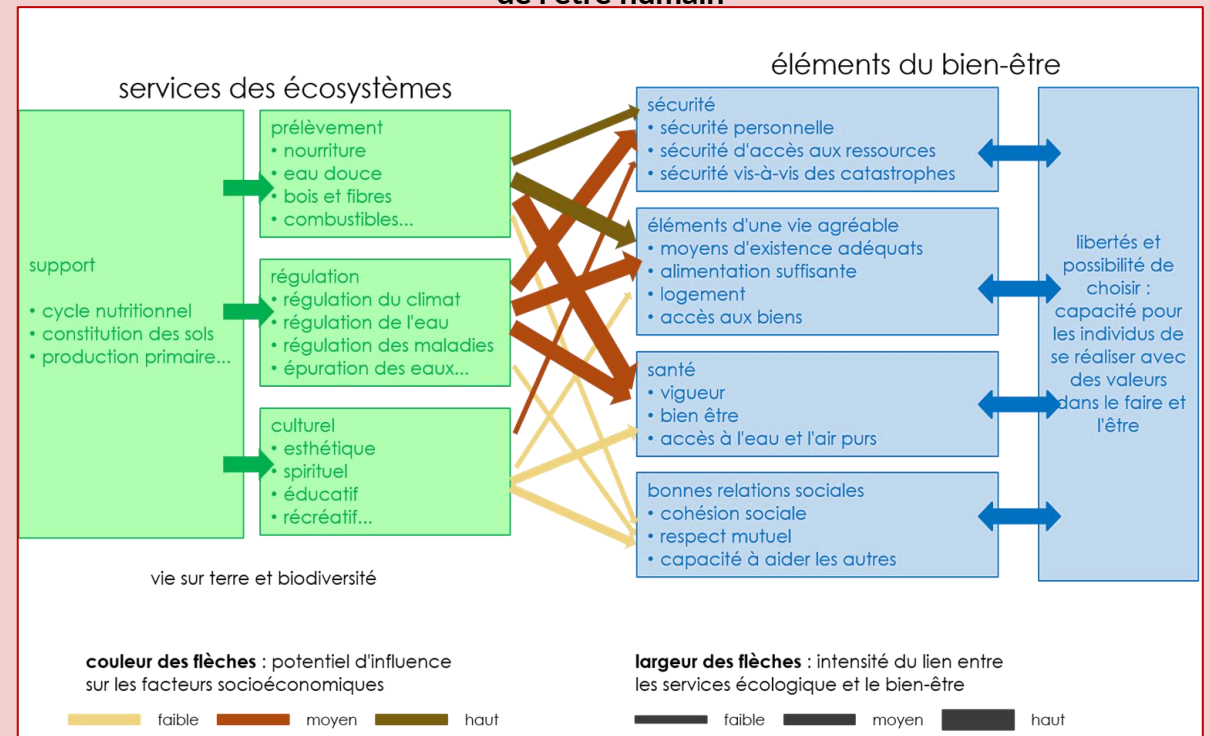 de l'être humain
services des écosystèmes
support
• cycle nutritionnel
• constitution des sols
• production primaire...
prélèvement
• nourriture
• eau douce
• bois et fibres
• combustibles...
régulation
• régulation du climat
• régulation de l'eau
• régulation des maladies
• épuration des eaux...
culturel
• esthétique
• spirituel
• éducatif
• récréatif...
vie sur terre et biodiversité
éléments du bien-être
sécurité
• sécurité personnelle
• sécurité d'accès aux ressources
• sécurité vis-à-vis des catastrophes
éléments d'une vie agréable
• moyens d'existence adéquats
• alimentation suffisante
• logement
• accès aux biens
santé
• vigueur
• bien être
• accès à l'eau et l'air purs
bonnes relations sociales
• cohésion sociale
• respect mutuel
• capacité à aider les autres
libertés et
possibilité de
choisir :
capacité pour
les individus de
se réaliser avec
des valeurs
dans le faire et
l'être
couleur des flèches : potentiel d'influence
sur les facteurs socioéconomiques
faible moyen haut
largeur des flèches : intensité du lien entre
les services écologique et le bien-être
faible moyen haut